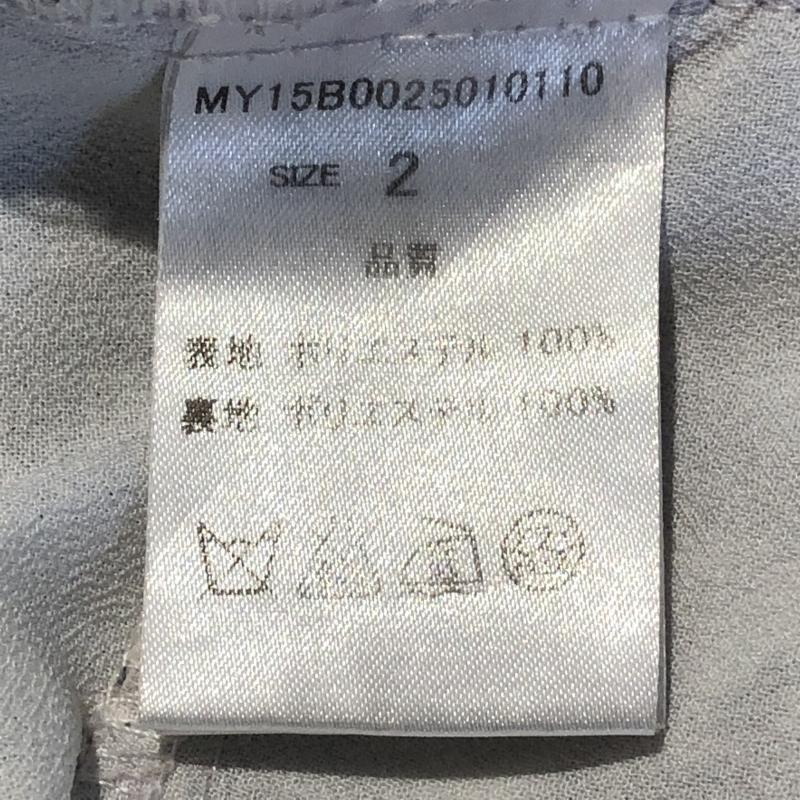 MY15B0025010110
SIZE 2
品質
表地 ポリエステル 100%
裏地 ポリエステル 100%